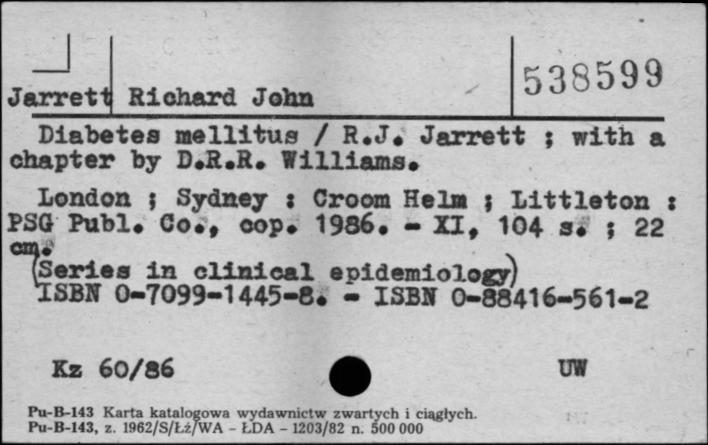 538599
Jarrett Richard John
Diabetes mellitus / R.J. Jarrett ; with a
chapter by D.R.R. Williams.
London ; Sydney : Croom Helm ; Littleton :
PSG Publ. Co., cop. 1986. - XI, 104 s. ; 22
cm.
(Series in clinical epidemiology)
ISBN 0-7099-1445-8. - ISBN 0-88416-561-2
Kz 60/86 UW
Pu-B-143 Karta katalogowa wydawnictw zwartych i ciągłych.
Pu-B-143, z. 1962/S/Łż/WA - ŁDA - 1203/82 n. 500 000